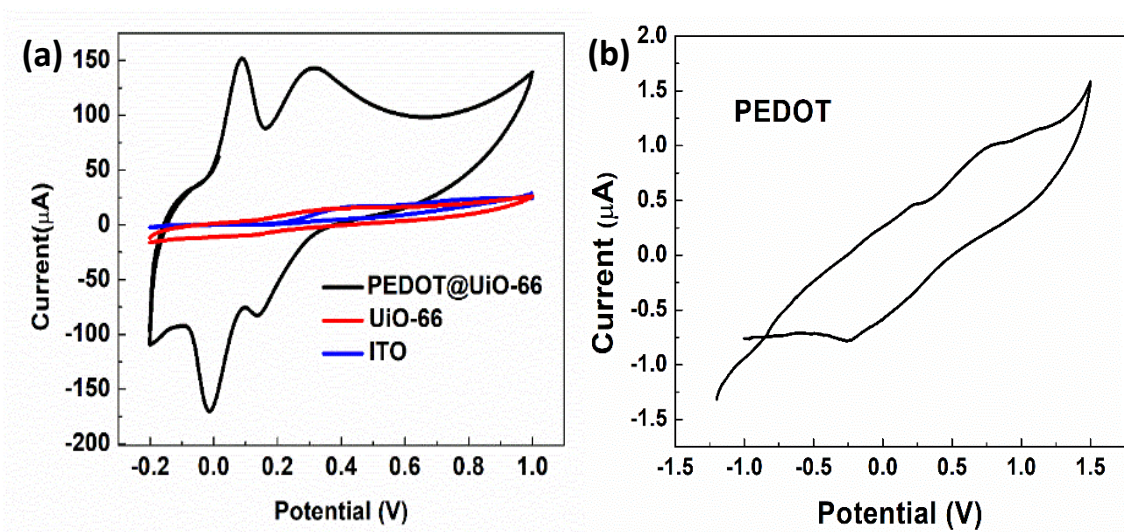 (a)
150
100
50
0
-50
-100
-150
-200
Current(μA)
PEDOT@UiO-66
UiO-66
ITO
-0.2 0.0 0.2 0.4 0.6 0.8 1.0
Potential (V)
(b)
2.0
1.5
1.0
0.5
0.0
-0.5
-1.0
-1.5
Current (μA)
PEDOT
-1.5 -1.0 -0.5 0.0 0.5 1.0 1.5
Potential (V)